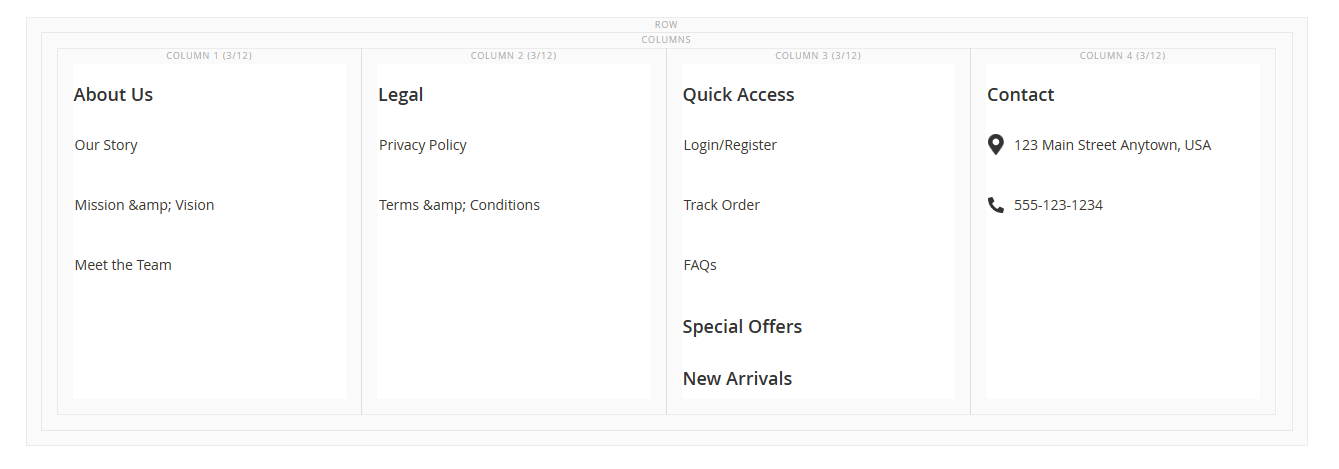 ROW
COLUMNS
COLUMN 1 (3/12)
About Us
Our Story
Mission &amp; Vision
Meet the Team
COLUMN 2 (3/12)
Legal
Privacy Policy
Terms &amp; Conditions
COLUMN 3 (3/12)
Quick Access
Login/Register
Track Order
FAQs
Special Offers
New Arrivals
COLUMN 4 (3/12)
Contact
123 Main Street Anytown, USA
555-123-1234